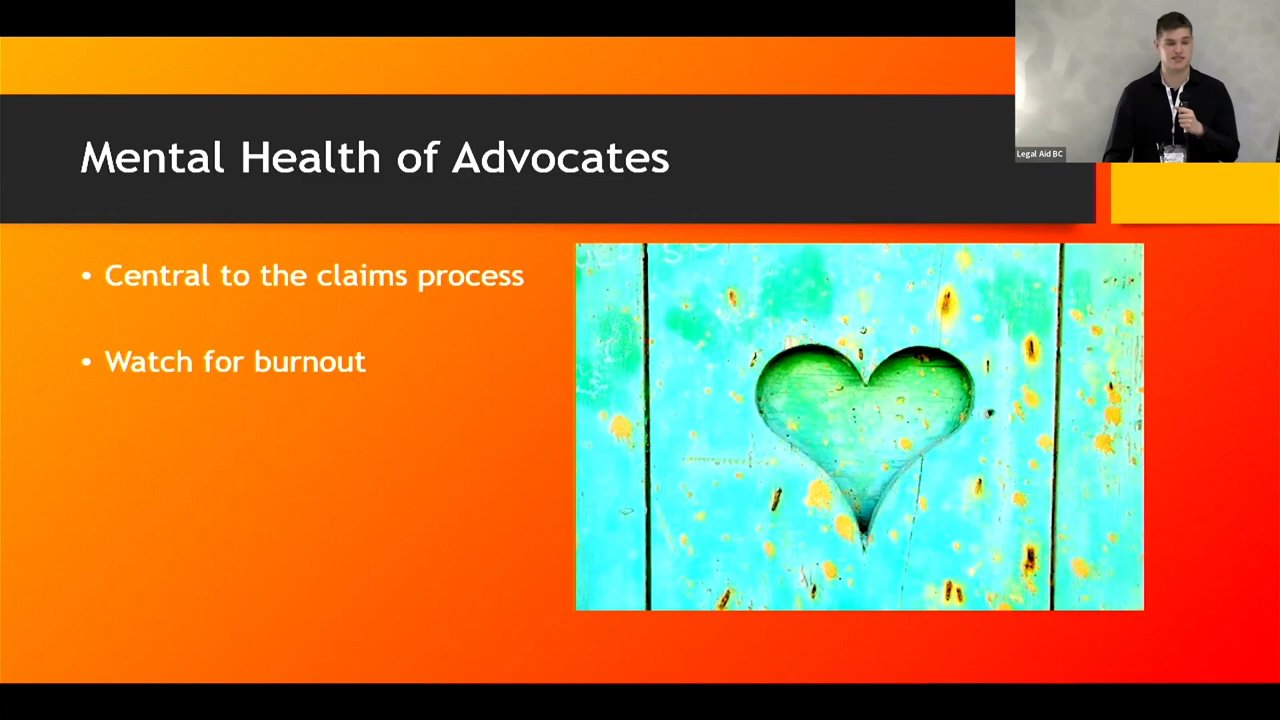 Mental Health of Advocates
Legal Aid BC
• Central to the claims process
• Watch for burnout